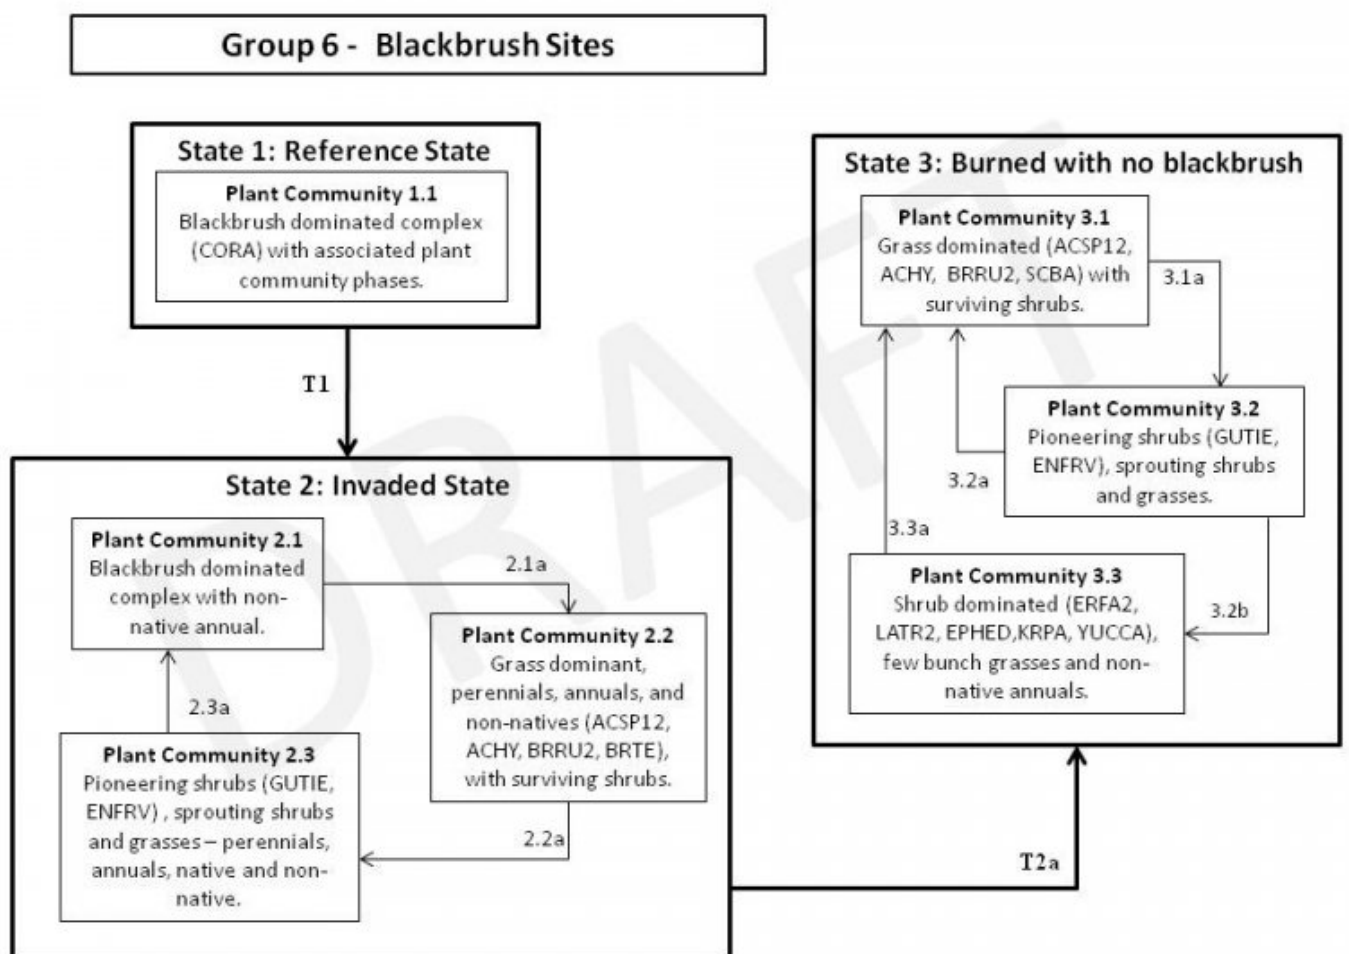 Group 6 - Blackbrush Sites
State 1: Reference State
Plant Community 1.1
Blackbrush dominated complex
(CORA) with associated plant
community phases.
T1
State 2: Invaded State
Plant Community 2.1
Blackbrush dominated
complex with non-
native annual.
2.1a
Plant Community 2.2
Grass dominant,
perennials, annuals, and
non-natives (ACSP12,
ACHY, BRRU2, BRTE),
with surviving shrubs.
2.2a
Plant Community 2.3
Pioneering shrubs (GUTIE,
ENFRV) , sprouting shrubs
and grasses – perennials,
annuals, native and non-
native.
2.3a
T2a
State 3: Burned with no blackbrush
Plant Community 3.1
Grass dominated (ACSP12,
ACHY, BRRU2, SCBA) with
surviving shrubs.
3.1a
Plant Community 3.2
Pioneering shrubs (GUTIE,
ENFRV), sprouting shrubs
and grasses.
3.2a
3.2b
Plant Community 3.3
Shrub dominated (ERFA2,
LATR2, EPHED,KRPA, YUCCA),
few bunch grasses and non-
native annuals.
3.3a
DRAFT